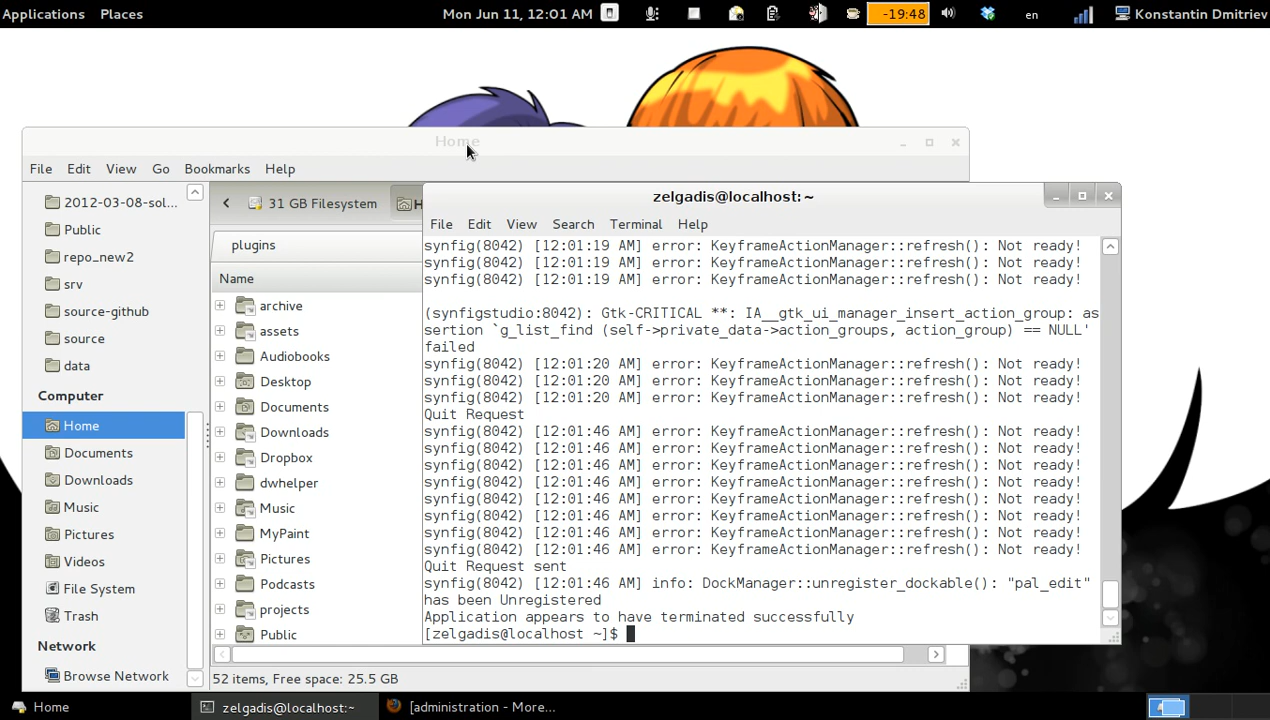 Applications Places Mon Jun 11, 12:01 AM -19:48 en Konstantin Dmitriev
Home
File Edit View Go Bookmarks Help
2012-03-08-sol...
Public
repo_new2
srv
source-github
source
data
Computer
Home
Documents
Downloads
Music
Pictures
Videos
File System
Trash
Network
Browse Network
31 GB Filesystem H
plugins
Name
archive
assets
Audiobooks
Desktop
Documents
Downloads
Dropbox
dwhelper
Music
MyPaint
Pictures
Podcasts
projects
Public
52 items, Free space: 25.5 GB
zelgadis@localhost:~
File Edit View Search Terminal Help
synfig(8042) [12:01:19 AM] error: KeyframeActionManager::refresh(): Not ready!
synfig(8042) [12:01:19 AM] error: KeyframeActionManager::refresh(): Not ready!
synfig(8042) [12:01:19 AM] error: KeyframeActionManager::refresh(): Not ready!
(synfigstudio:8042): Gtk-CRITICAL **: IA__gtk_ui_manager_insert_action_group: as
sertion `g_list_find (self->private_data->action_groups, action_group) == NULL'
failed
synfig(8042) [12:01:20 AM] error: KeyframeActionManager::refresh(): Not ready!
synfig(8042) [12:01:20 AM] error: KeyframeActionManager::refresh(): Not ready!
synfig(8042) [12:01:20 AM] error: KeyframeActionManager::refresh(): Not ready!
Quit Request
synfig(8042) [12:01:46 AM] error: KeyframeActionManager::refresh(): Not ready!
synfig(8042) [12:01:46 AM] error: KeyframeActionManager::refresh(): Not ready!
synfig(8042) [12:01:46 AM] error: KeyframeActionManager::refresh(): Not ready!
synfig(8042) [12:01:46 AM] error: KeyframeActionManager::refresh(): Not ready!
synfig(8042) [12:01:46 AM] error: KeyframeActionManager::refresh(): Not ready!
synfig(8042) [12:01:46 AM] error: KeyframeActionManager::refresh(): Not ready!
synfig(8042) [12:01:46 AM] error: KeyframeActionManager::refresh(): Not ready!
synfig(8042) [12:01:46 AM] error: KeyframeActionManager::refresh(): Not ready!
Quit Request sent
synfig(8042) [12:01:46 AM] info: DockManager::unregister_dockable(): "pal_edit"
has been Unregistered
Application appears to have terminated successfully
[zelgadis@localhost ~]$
Home zelgadis@localhost:~ [administration - More...